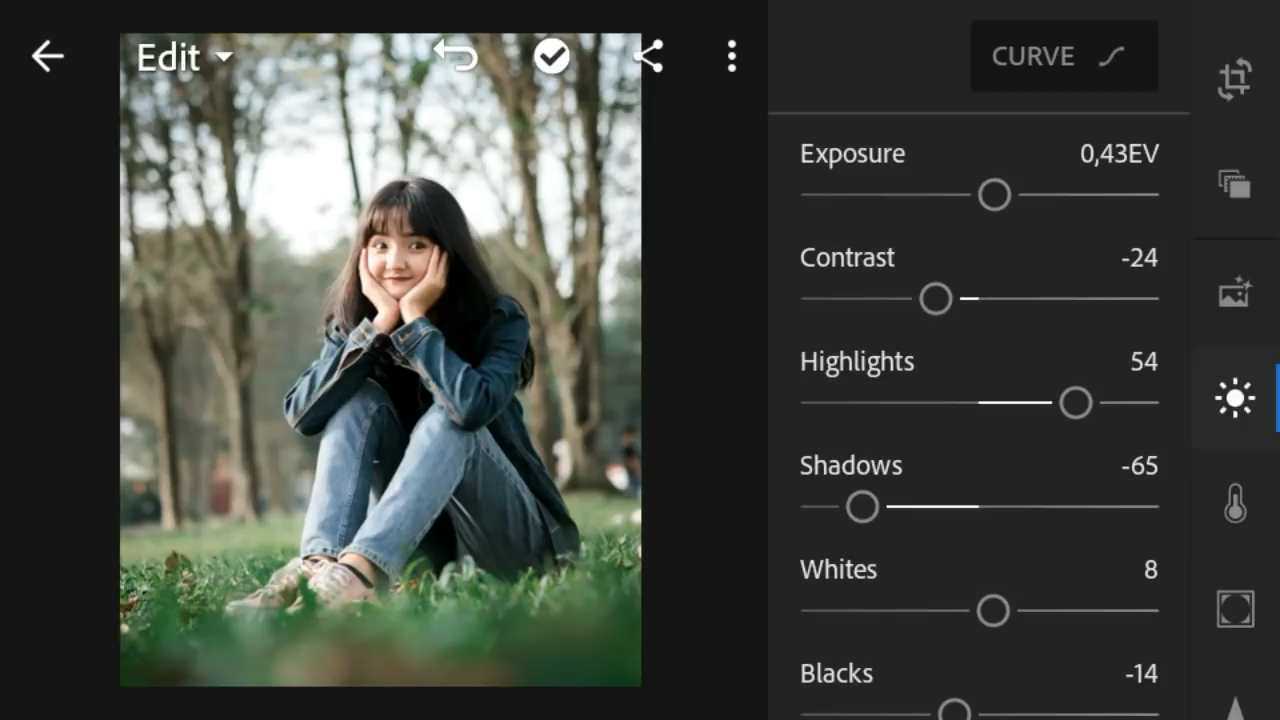 Edit
CURVE
Exposure 0,43EV
Contrast -24
Highlights 54
Shadows -65
Whites 8
Blacks -14